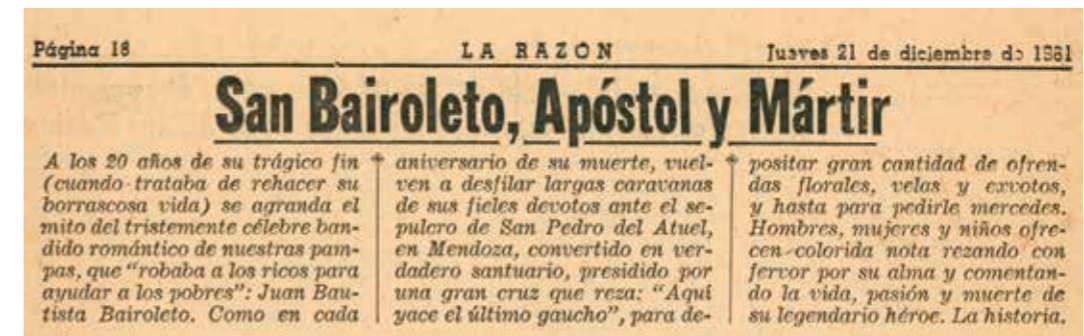 Página 18 LA RAZON Jueves 21 de diciembre de 1961
San Bairoleto, Apóstol y Mártir
A los 20 años de su trágico fin
(cuando trataba de rehacer su
borrascosa vida) se agranda el
mito del tristemente célebre ban-
dido romántico de nuestras pam-
pas, que "robaba a los ricos para
ayudar a los pobres": Juan Bau-
tista Bairoleto. Como en cada
aniversario de su muerte, vuel-
ven a desfilar largas caravanas
de sus fieles devotos ante el se-
pulcro de San Pedro del Atuel,
en Mendoza, convertido en ver-
dadero santuario, presidido por
una gran cruz que reza: "Aquí
yace el último gaucho", para de-
positar gran cantidad de ofren-
das florales, velas y exvotos,
y hasta para pedirle mercedes.
Hombres, mujeres y niños ofre-
cen colorida nota rezando con
fervor por su alma y comentan-
do la vida, pasión y muerte de
su legendario héroe. La historia.